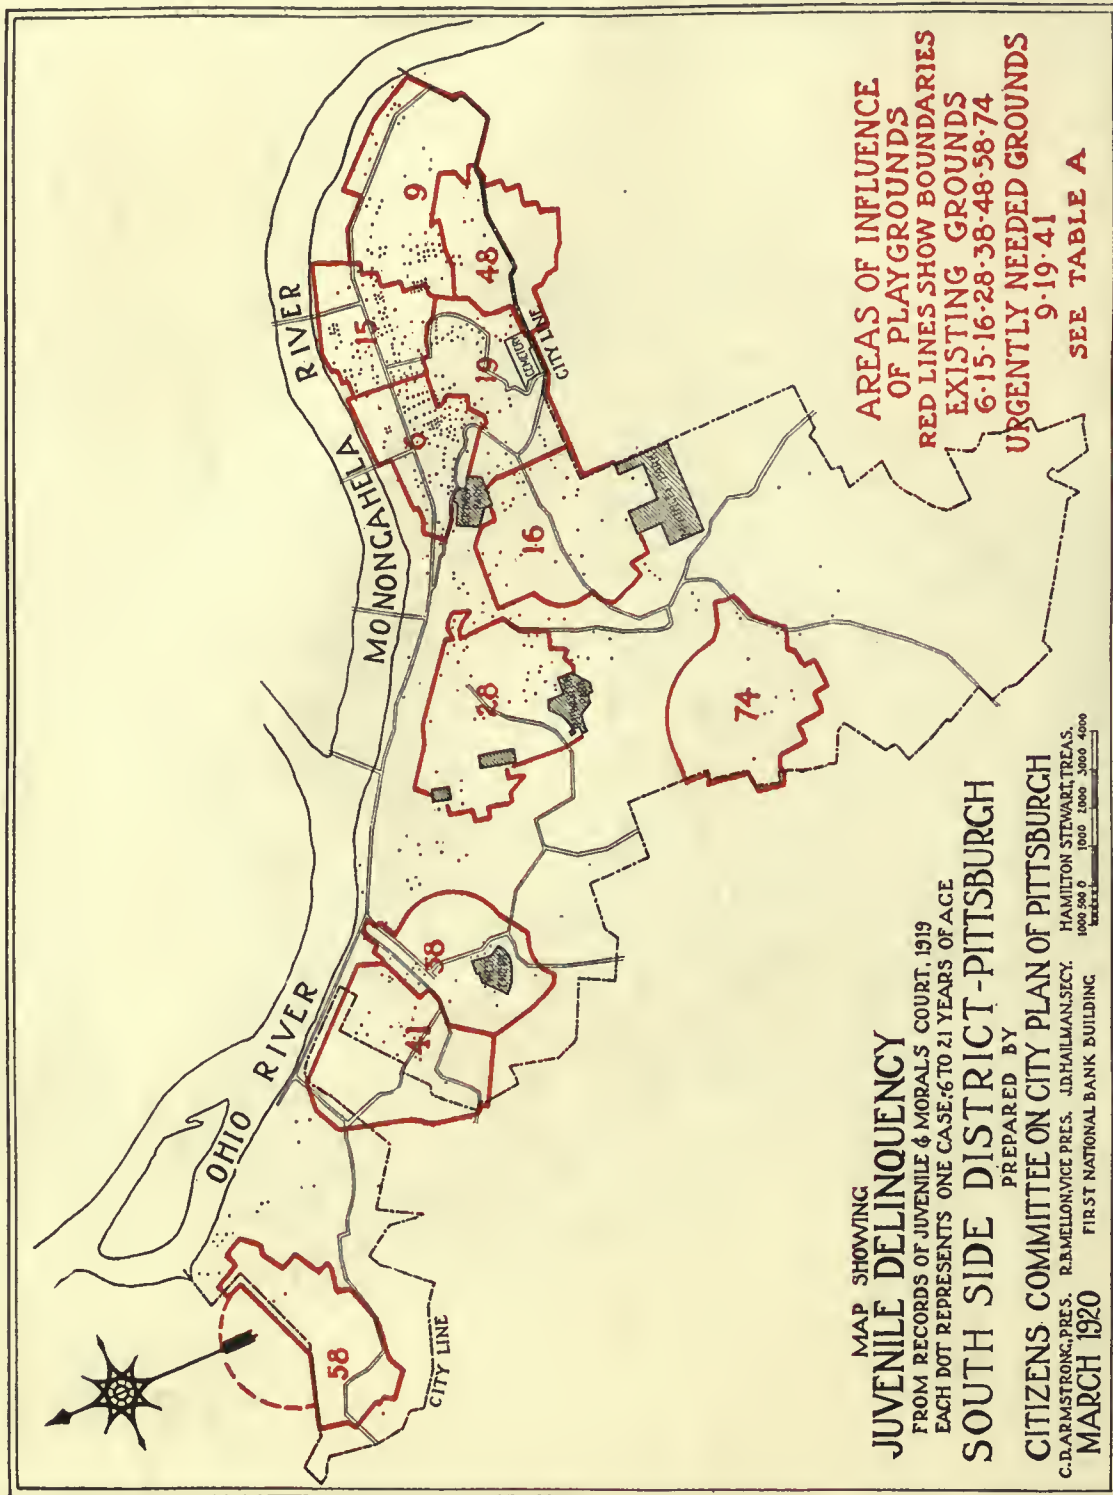 MAP SHOWING
JUVENILE DELINQUENCY
FROM RECORDS OF JUVENILE & MORALS COURT, 1919
EACH DOT REPRESENTS ONE CASE: 6 TO 21 YEARS OF AGE
SOUTH SIDE DISTRICT-PITTSBURGH
PREPARED BY
CITIZENS COMMITTEE ON CITY PLAN OF PITTSBURGH
C.D.ARMSTRONG,PRES. R.B.MELLON,VICE PRES. J.D.HAILMAN,SECY. HAMILTON STEWART,TREAS.
MARCH 1920 FIRST NATIONAL BANK BUILDING
1000 500 0 1000 2000 3000 4000
AREAS OF INFLUENCE
OF PLAYGROUNDS
RED LINES SHOW BOUNDARIES
EXISTING GROUNDS
6·15·16·28·38·48·58·74
URGENTLY NEEDED GROUNDS
9·19·41
SEE TABLE A
OHIO RIVER
MONONGAHELA RIVER
CITY LINE
CITY LINE
CEMETERY
58
41
38
28
74
16
6
15
19
9
48